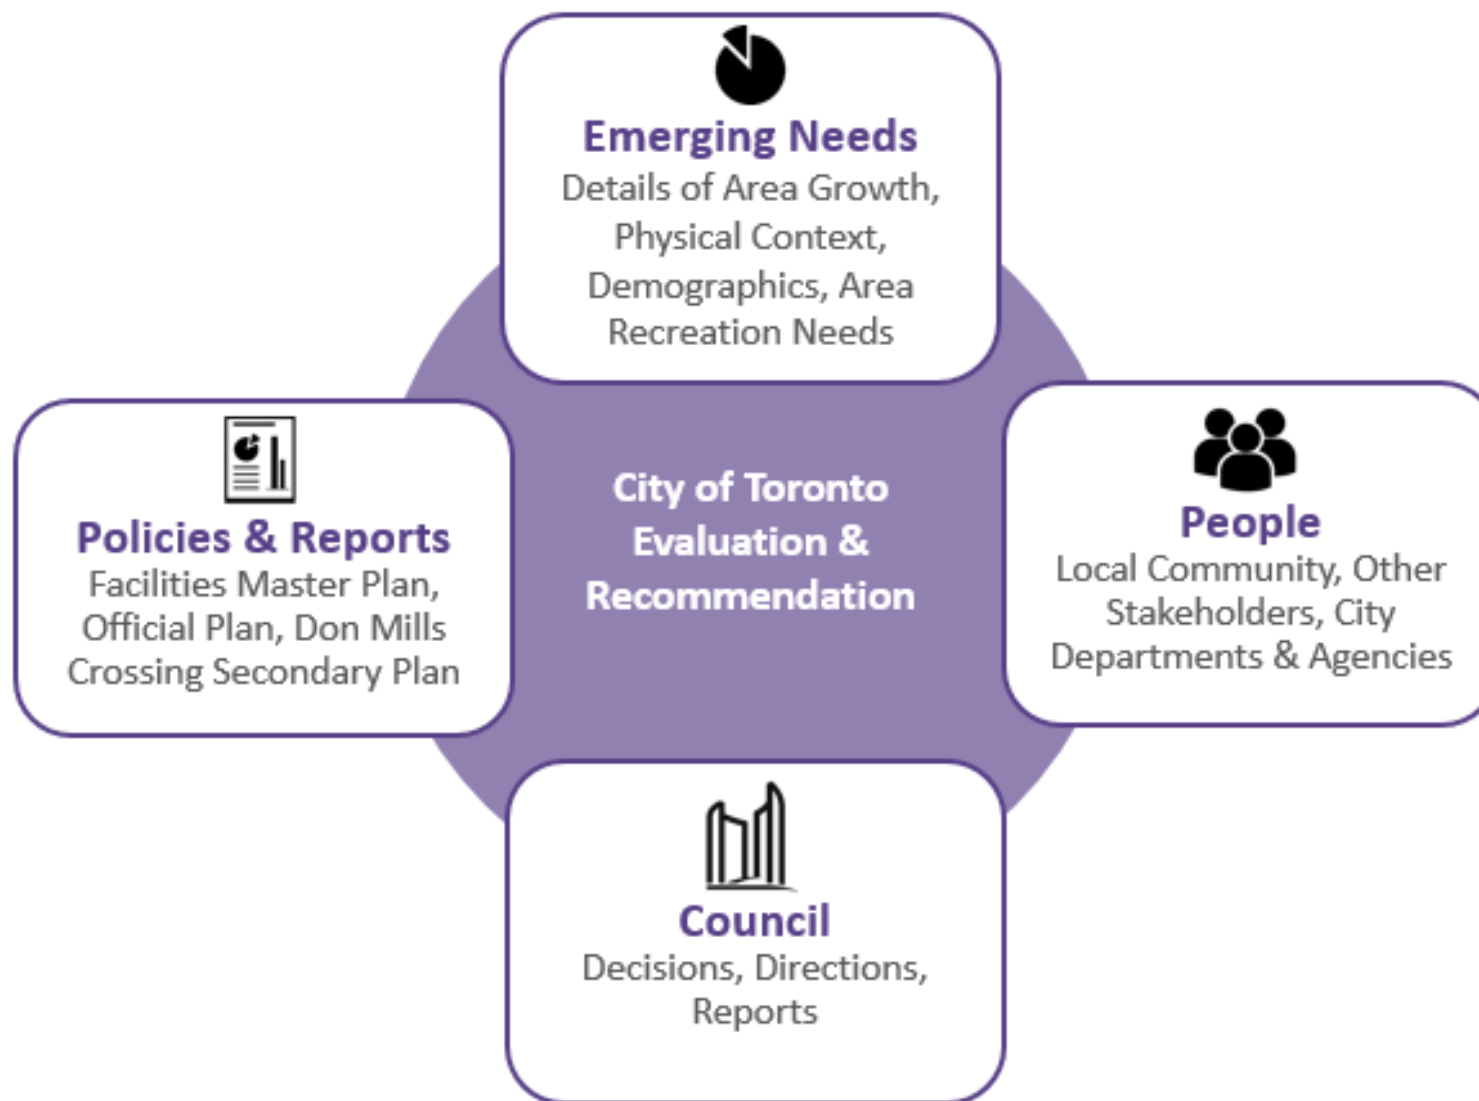 Emerging Needs
Details of Area Growth,
Physical Context,
Demographics, Area
Recreation Needs
Policies & Reports
Facilities Master Plan,
Official Plan, Don Mills
Crossing Secondary Plan
City of Toronto
Evaluation &
Recommendation
People
Local Community, Other
Stakeholders, City
Departments & Agencies
Council
Decisions, Directions,
Reports